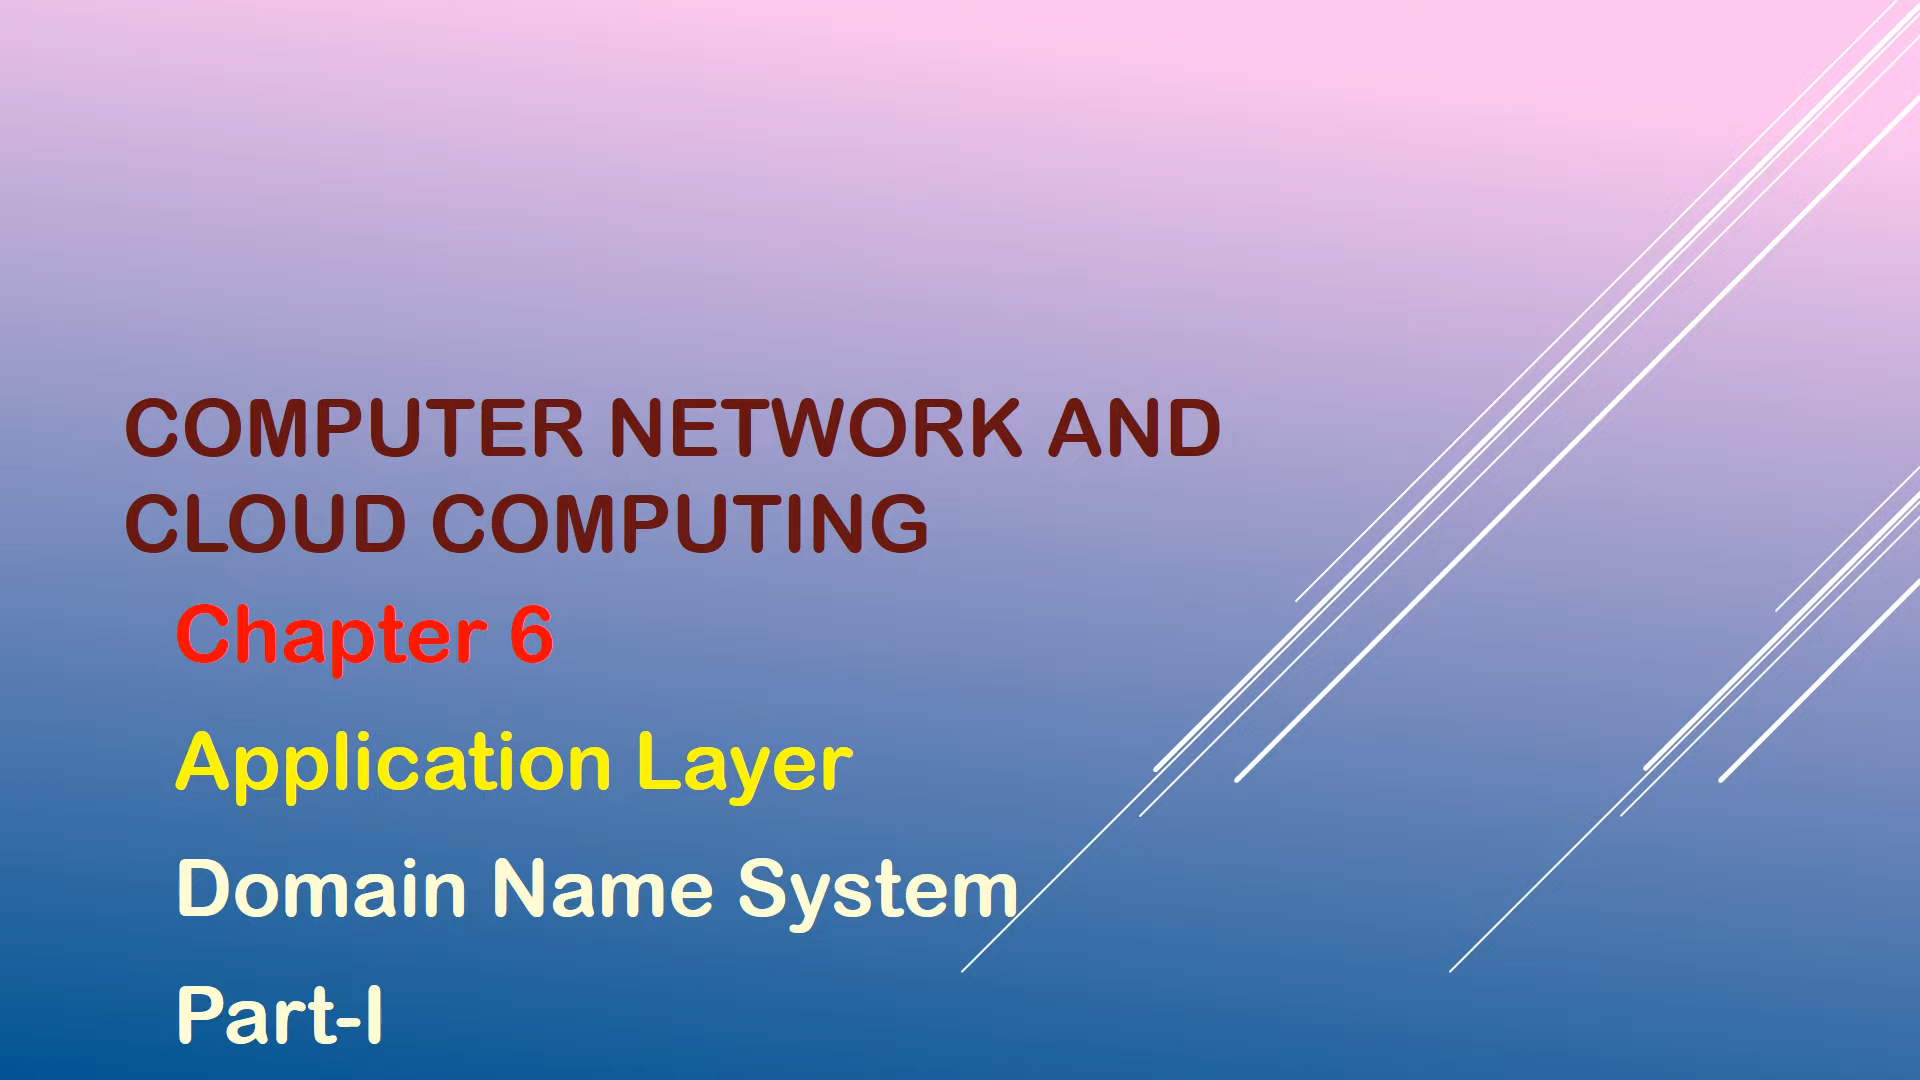 COMPUTER NETWORK AND
CLOUD COMPUTING
Chapter 6
Application Layer
Domain Name System
Part-I